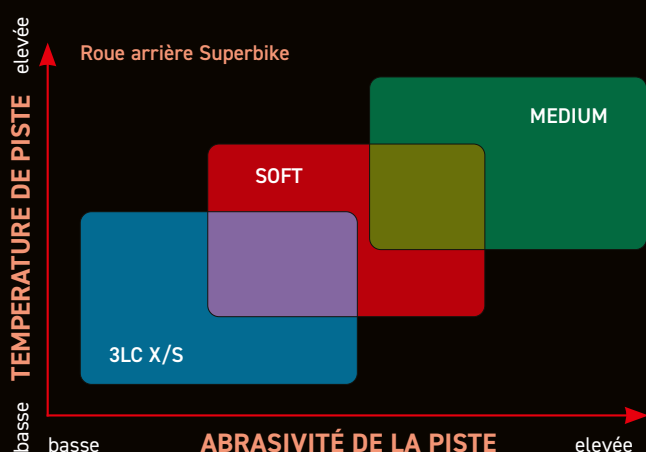 Roue arrière Superbike
elevée
TEMPERATURE DE PISTE
basse
MEDIUM
SOFT
3LC X/S
basse
ABRASIVITÉ DE LA PISTE
elevée